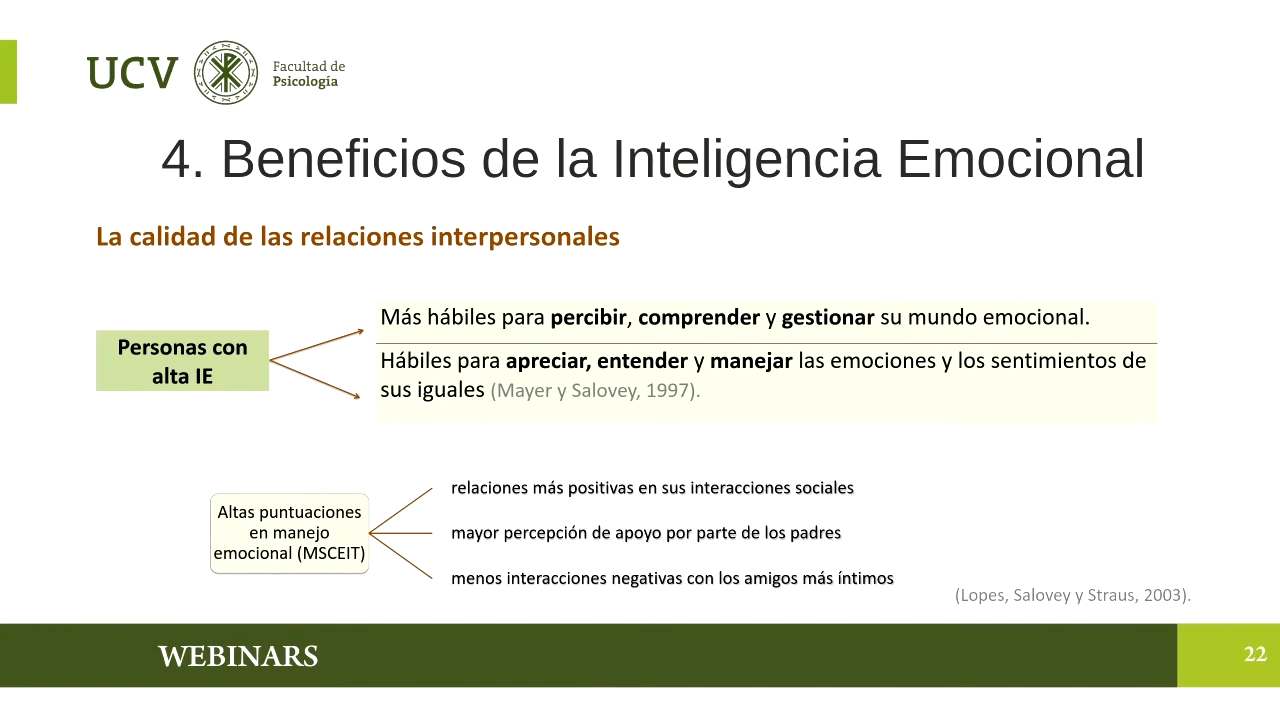 UCV
Facultad de
Psicología
4. Beneficios de la Inteligencia Emocional
La calidad de las relaciones interpersonales
Personas con
alta IE
Más hábiles para percibir, comprender y gestionar su mundo emocional.
Hábiles para apreciar, entender y manejar las emociones y los sentimientos de
sus iguales (Mayer y Salovey, 1997).
Altas puntuaciones
en manejo
emocional (MSCEIT)
relaciones más positivas en sus interacciones sociales
mayor percepción de apoyo por parte de los padres
menos interacciones negativas con los amigos más íntimos
(Lopes, Salovey y Straus, 2003).
WEBINARS
22